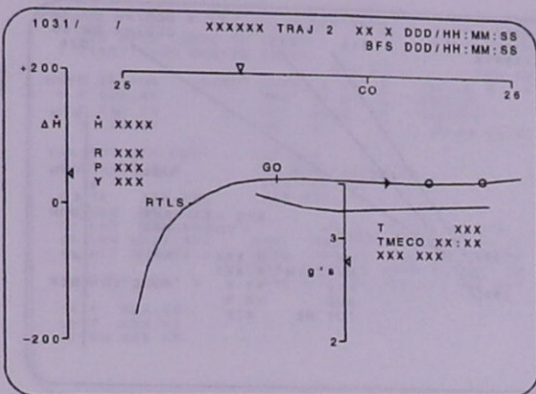 1031/ / XXXXXX TRAJ 2 XX X DDD/HH:MM:SS
BFS DDD/HH:MM:SS
+200
25 CO 26
ΔḢ Ḣ XXXX
R XXX
P XXX
Y XXX
GO
RTLS
0
T XXX
3 TMECO XX:XX
XXX XXX
g's
-200 2